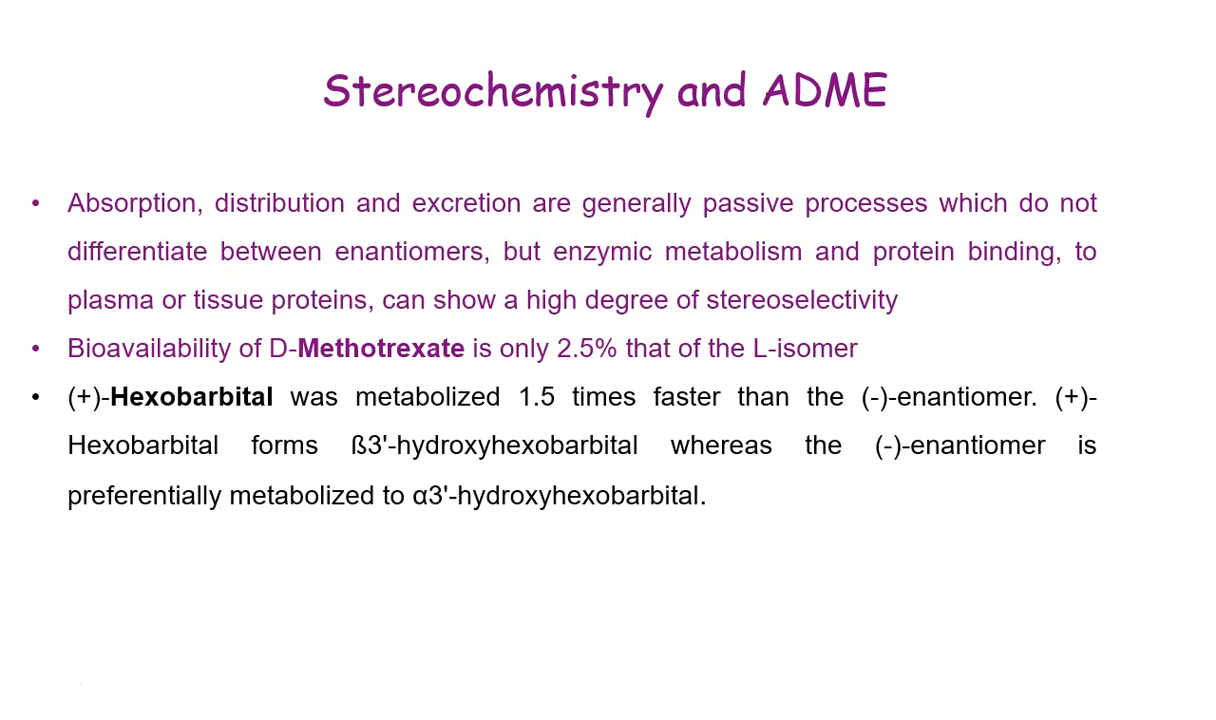 Stereochemistry and ADME
• Absorption, distribution and excretion are generally passive processes which do not
differentiate between enantiomers, but enzymic metabolism and protein binding, to
plasma or tissue proteins, can show a high degree of stereoselectivity
• Bioavailability of D-Methotrexate is only 2.5% that of the L-isomer
• (+)-Hexobarbital was metabolized 1.5 times faster than the (-)-enantiomer. (+)-
Hexobarbital forms ß3'-hydroxyhexobarbital whereas the (-)-enantiomer is
preferentially metabolized to α3'-hydroxyhexobarbital.